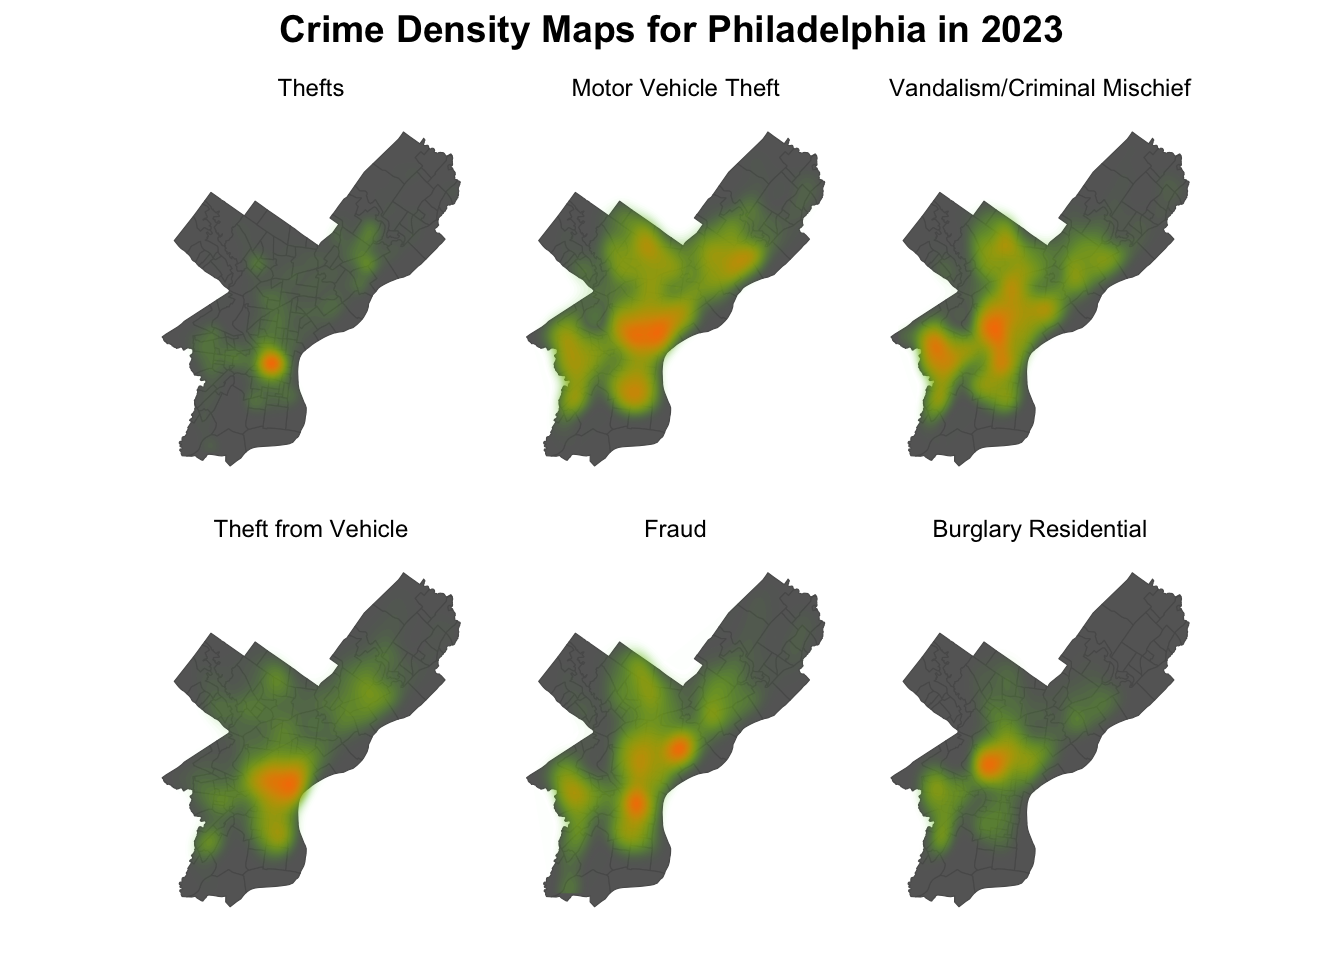 Crime Density Maps for Philadelphia in 2023
Thefts
Motor Vehicle Theft
Vandalism/Criminal Mischief
Theft from Vehicle
Fraud
Burglary Residential